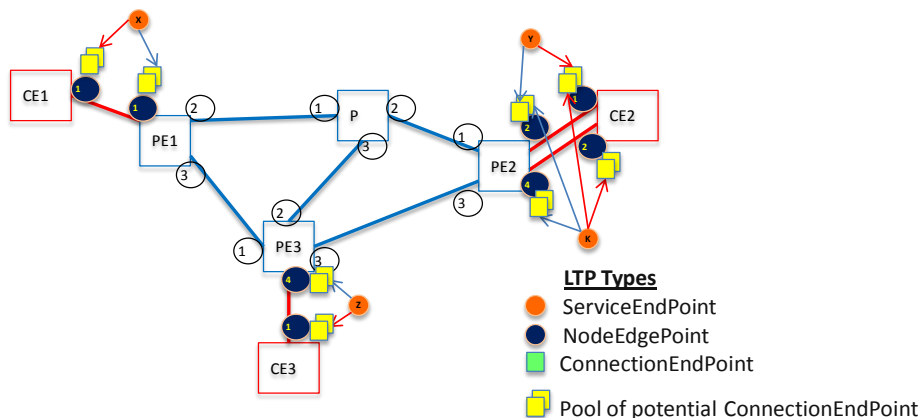 X
Y
CE1
1
1
2
1
P
2
1
CE2
2
PE1
3
3
1
PE2
2
4
3
2
K
1
PE3
3
4
Z
1
CE3
LTP Types
ServiceEndPoint
NodeEdgePoint
ConnectionEndPoint
Pool of potential ConnectionEndPoint